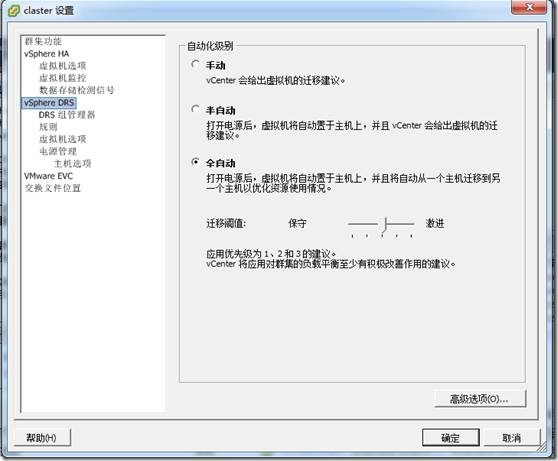 claster 设置
群集功能
vSphere HA
虚拟机选项
虚拟机监控
数据存储检测信号
vSphere DRS
DRS 组管理器
规则
虚拟机选项
电源管理
主机选项
VMware EVC
交换文件位置
自动化级别
手动
vCenter 会给出虚拟机的迁移建议。
半自动
打开电源后，虚拟机将自动置于主机上，并且 vCenter 会给出虚拟机的迁
移建议。
全自动
打开电源后，虚拟机将自动置于主机上，并且将自动从一个主机迁移到另
一个主机以优化资源使用情况。
迁移阈值: 保守 激进
应用优先级为 1、2 和 3 的建议。
vCenter 将应用对群集的负载平衡至少有积极改善作用的建议。
高级选项(O)...
帮助(H) 确定 取消